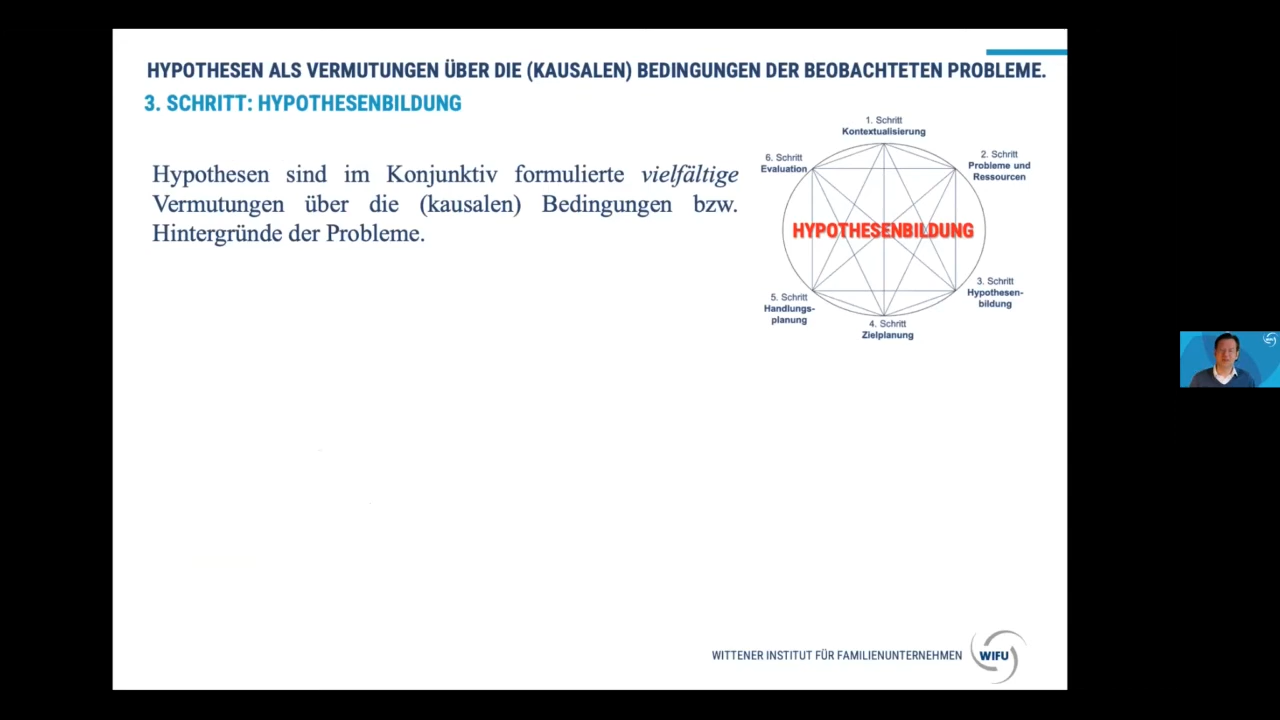 HYPOTHESEN ALS VERMUTUNGEN ÜBER DIE (KAUSALEN) BEDINGUNGEN DER BEOBACHTETEN PROBLEME.
3. SCHRITT: HYPOTHESENBILDUNG
Hypothesen sind im Konjunktiv formulierte vielfältige
Vermutungen über die (kausalen) Bedingungen bzw.
Hintergründe der Probleme.
1. Schritt
Kontextualisierung
2. Schritt
Probleme und
Ressourcen
3. Schritt
Hypothesen-
bildung
4. Schritt
Zielplanung
5. Schritt
Handlungs-
planung
6. Schritt
Evaluation
HYPOTHESENBILDUNG
WITTENER INSTITUT FÜR FAMILIENUNTERNEHMEN
WIFU